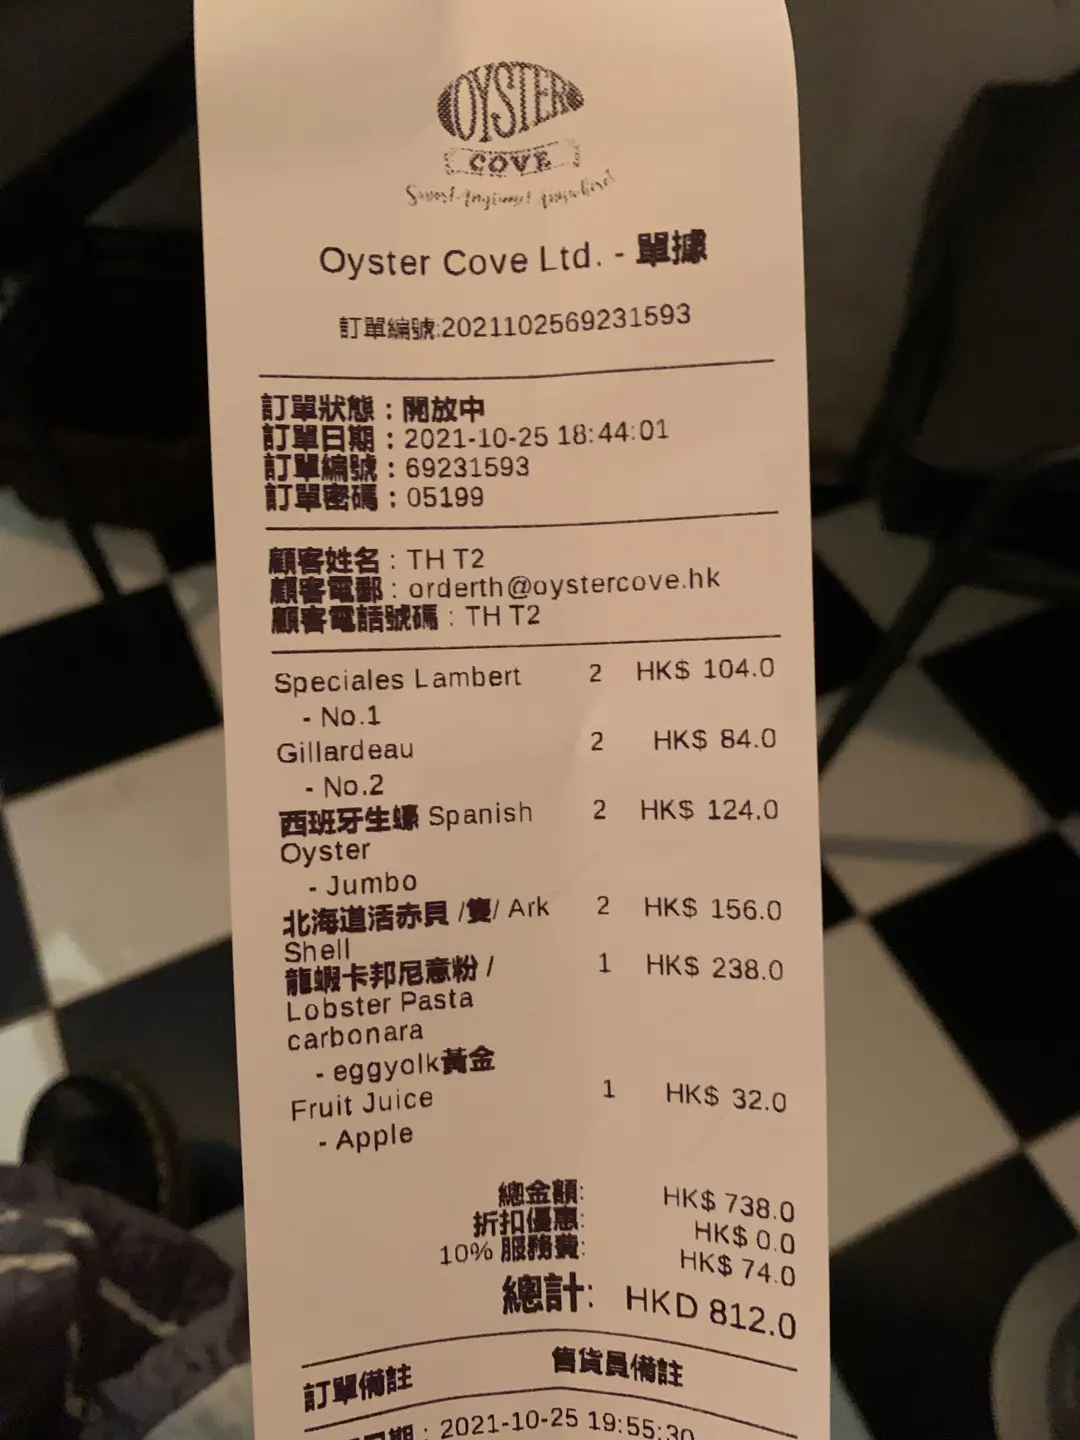 OYSTER
COVE
Oyster Cove Ltd. - 單據
訂單編號:2021102569231593
訂單狀態 : 開放中
訂單日期 : 2021-10-25 18:44:01
訂單編號 : 69231593
訂單密碼 : 05199
顧客姓名 : TH T2
顧客電郵 : orderth@oystercove.hk
顧客電話號碼 : TH T2
Speciales Lambert 2 HK$ 104.0
- No.1
Gillardeau 2 HK$ 84.0
- No.2
西班牙生蠔 Spanish 2 HK$ 124.0
Oyster
- Jumbo
北海道活赤貝 /隻/ Ark 2 HK$ 156.0
Shell
龍蝦卡邦尼意粉 / 1 HK$ 238.0
Lobster Pasta
carbonara
- eggyolk黃金
Fruit Juice 1 HK$ 32.0
- Apple
總金額: HK$ 738.0
折扣優惠: HK$ 0.0
10% 服務費: HK$ 74.0
總計: HKD 812.0
訂單備註 售貨員備註
: 2021-10-25 19:55:30